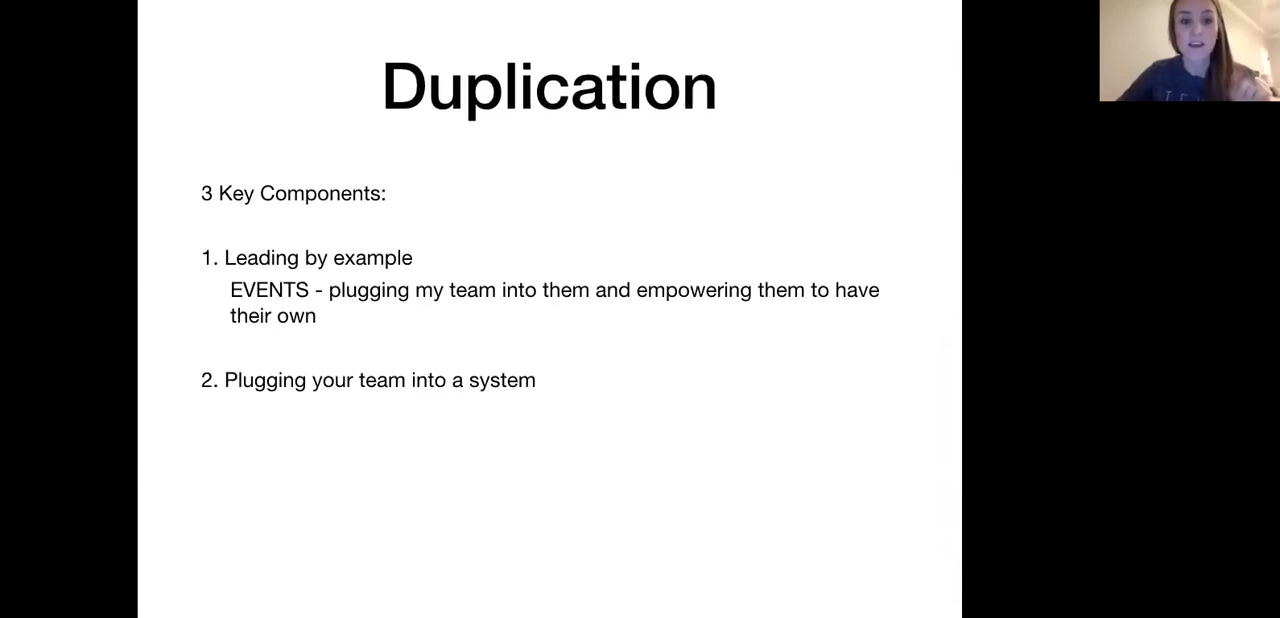 Duplication
3 Key Components:
1. Leading by example
EVENTS - plugging my team into them and empowering them to have
their own
2. Plugging your team into a system